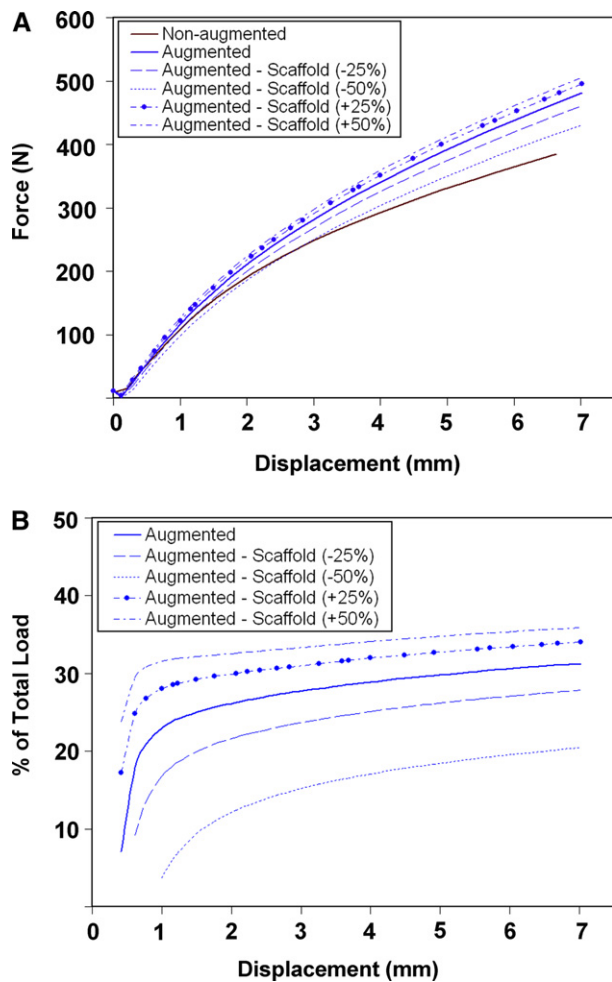 A
600
500
400
300
200
100
Force (N)
Non-augmented
Augmented
Augmented - Scaffold (-25%)
Augmented - Scaffold (-50%)
Augmented - Scaffold (+25%)
Augmented - Scaffold (+50%)
0 1 2 3 4 5 6 7
Displacement (mm)
B
50
40
30
20
10
% of Total Load
Augmented
Augmented - Scaffold (-25%)
Augmented - Scaffold (-50%)
Augmented - Scaffold (+25%)
Augmented - Scaffold (+50%)
0 1 2 3 4 5 6 7
Displacement (mm)